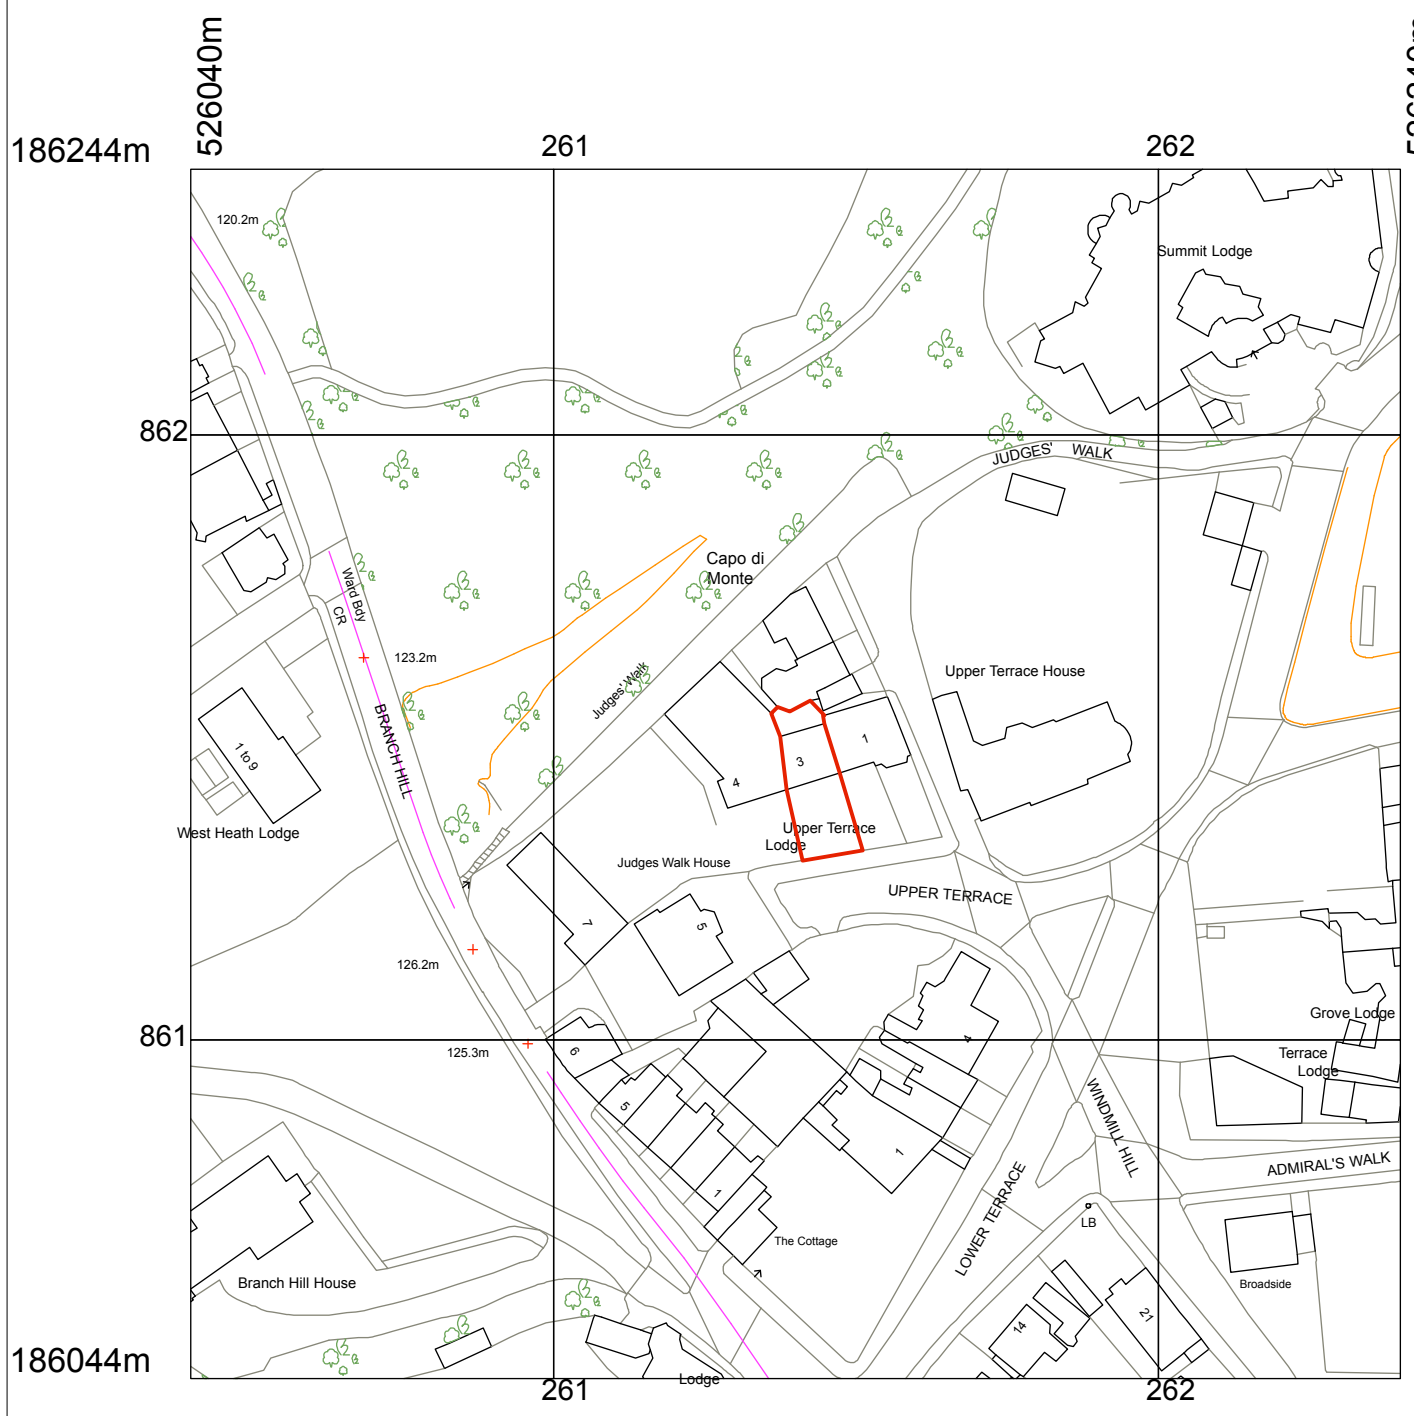 526040m
526240m
186244m
261
262
120.2m
Summit Lodge
862
JUDGES' WALK
Capo di
Monte
Ward Bdy
CR
123.2m
Judges' Walk
Upper Terrace House
BRANCH HILL
1 to 9
1
3
4
West Heath Lodge
Upper Terrace
Lodge
Judges Walk House
UPPER TERRACE
7
5
126.2m
Grove Lodge
861
125.3m
6
4
Terrace
Lodge
5
WINDMILL HILL
1
1
ADMIRAL'S WALK
LOWER TERRACE
LB
The Cottage
Branch Hill House
Broadside
14
21
186044m
Lodge
261
262